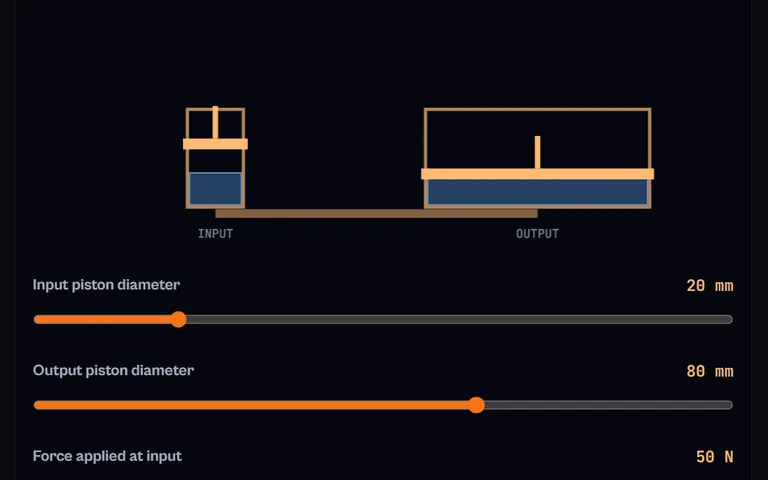 INPUT OUTPUT
Input piston diameter 20 mm
Output piston diameter 80 mm
Force applied at input 50 N